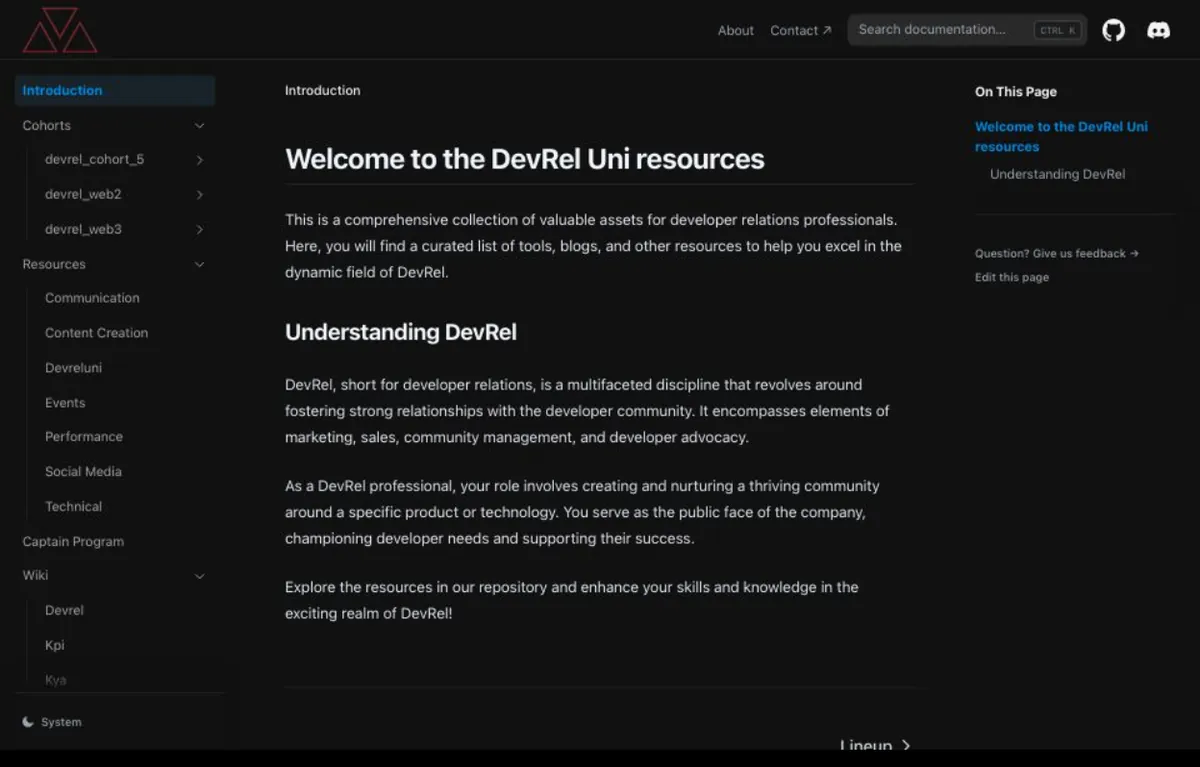 About Contact ↗ Search documentation... CTRL K
Introduction
Cohorts
devrel_cohort_5
devrel_web2
devrel_web3
Resources
Communication
Content Creation
Devreluni
Events
Performance
Social Media
Technical
Captain Program
Wiki
Devrel
Kpi
Kya
System
Introduction
Welcome to the DevRel Uni resources
This is a comprehensive collection of valuable assets for developer relations professionals.
Here, you will find a curated list of tools, blogs, and other resources to help you excel in the
dynamic field of DevRel.
Understanding DevRel
DevRel, short for developer relations, is a multifaceted discipline that revolves around
fostering strong relationships with the developer community. It encompasses elements of
marketing, sales, community management, and developer advocacy.
As a DevRel professional, your role involves creating and nurturing a thriving community
around a specific product or technology. You serve as the public face of the company,
championing developer needs and supporting their success.
Explore the resources in our repository and enhance your skills and knowledge in the
exciting realm of DevRel!
Lineup
On This Page
Welcome to the DevRel Uni
resources
Understanding DevRel
Question? Give us feedback →
Edit this page